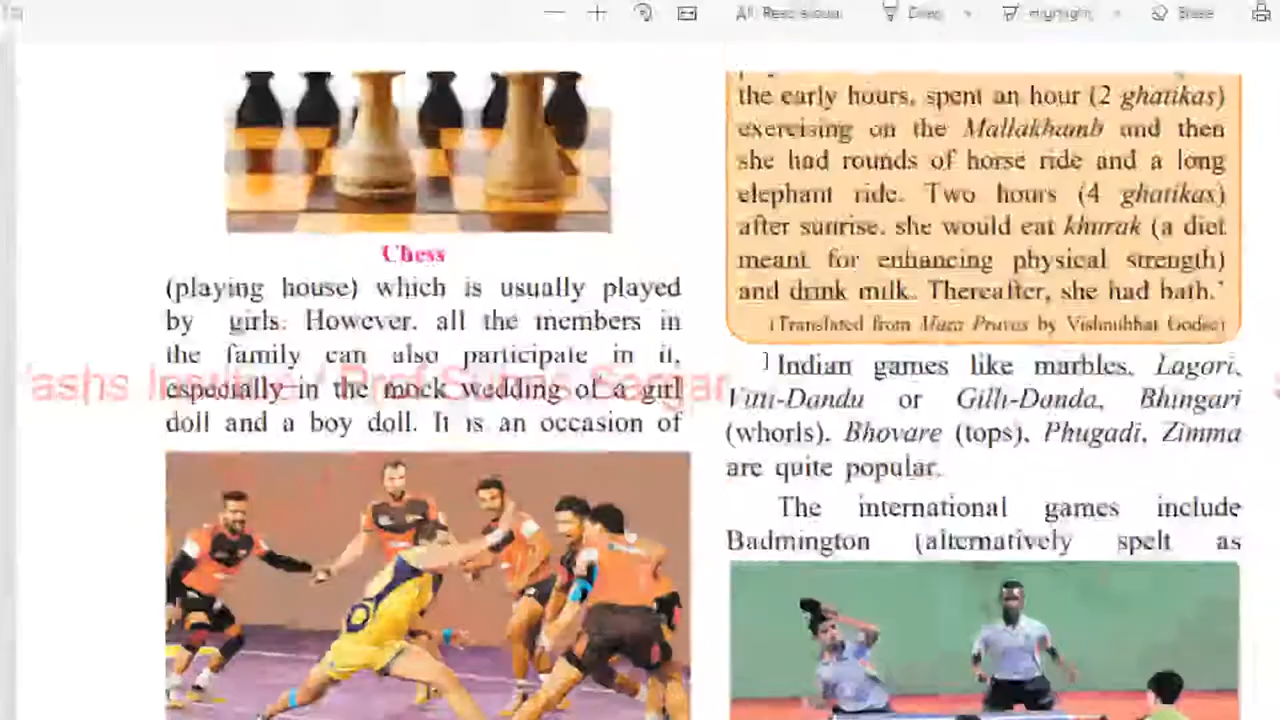 Draw
Highlight
Erase
Chess
(playing house) which is usually played
by girls. However, all the members in
the family can also participate in it,
especially in the mock wedding of a girl
doll and a boy doll. It is an occasion of
the early hours, spent an hour (2 ghatikas)
exercising on the Mallakhamb and then
she had rounds of horse ride and a long
elephant ride. Two hours (4 ghatikas)
after sunrise, she would eat khurak (a diet
meant for enhancing physical strength)
and drink milk. Thereafter, she had bath.'
(Translated from Maza Pravas by Vishnubhat Godse)
Indian games like marbles, Lagori,
Vitti-Dandu or Gilli-Danda, Bhingari
(whorls), Bhovare (tops), Phugadi, Zimma
are quite popular.
The international games include
Badmington (alternatively spelt as